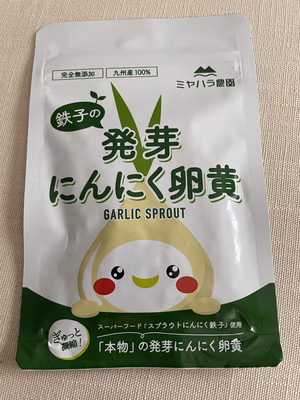 完全無添加
九州産100%
ミヤハラ農園
鉄子の
発芽
にんにく卵黄
GARLIC SPROUT
ぎゅっと
凝縮！
スーパーフード「スプラウトにんにく鉄子」使用
「本物」の発芽にんにく卵黄